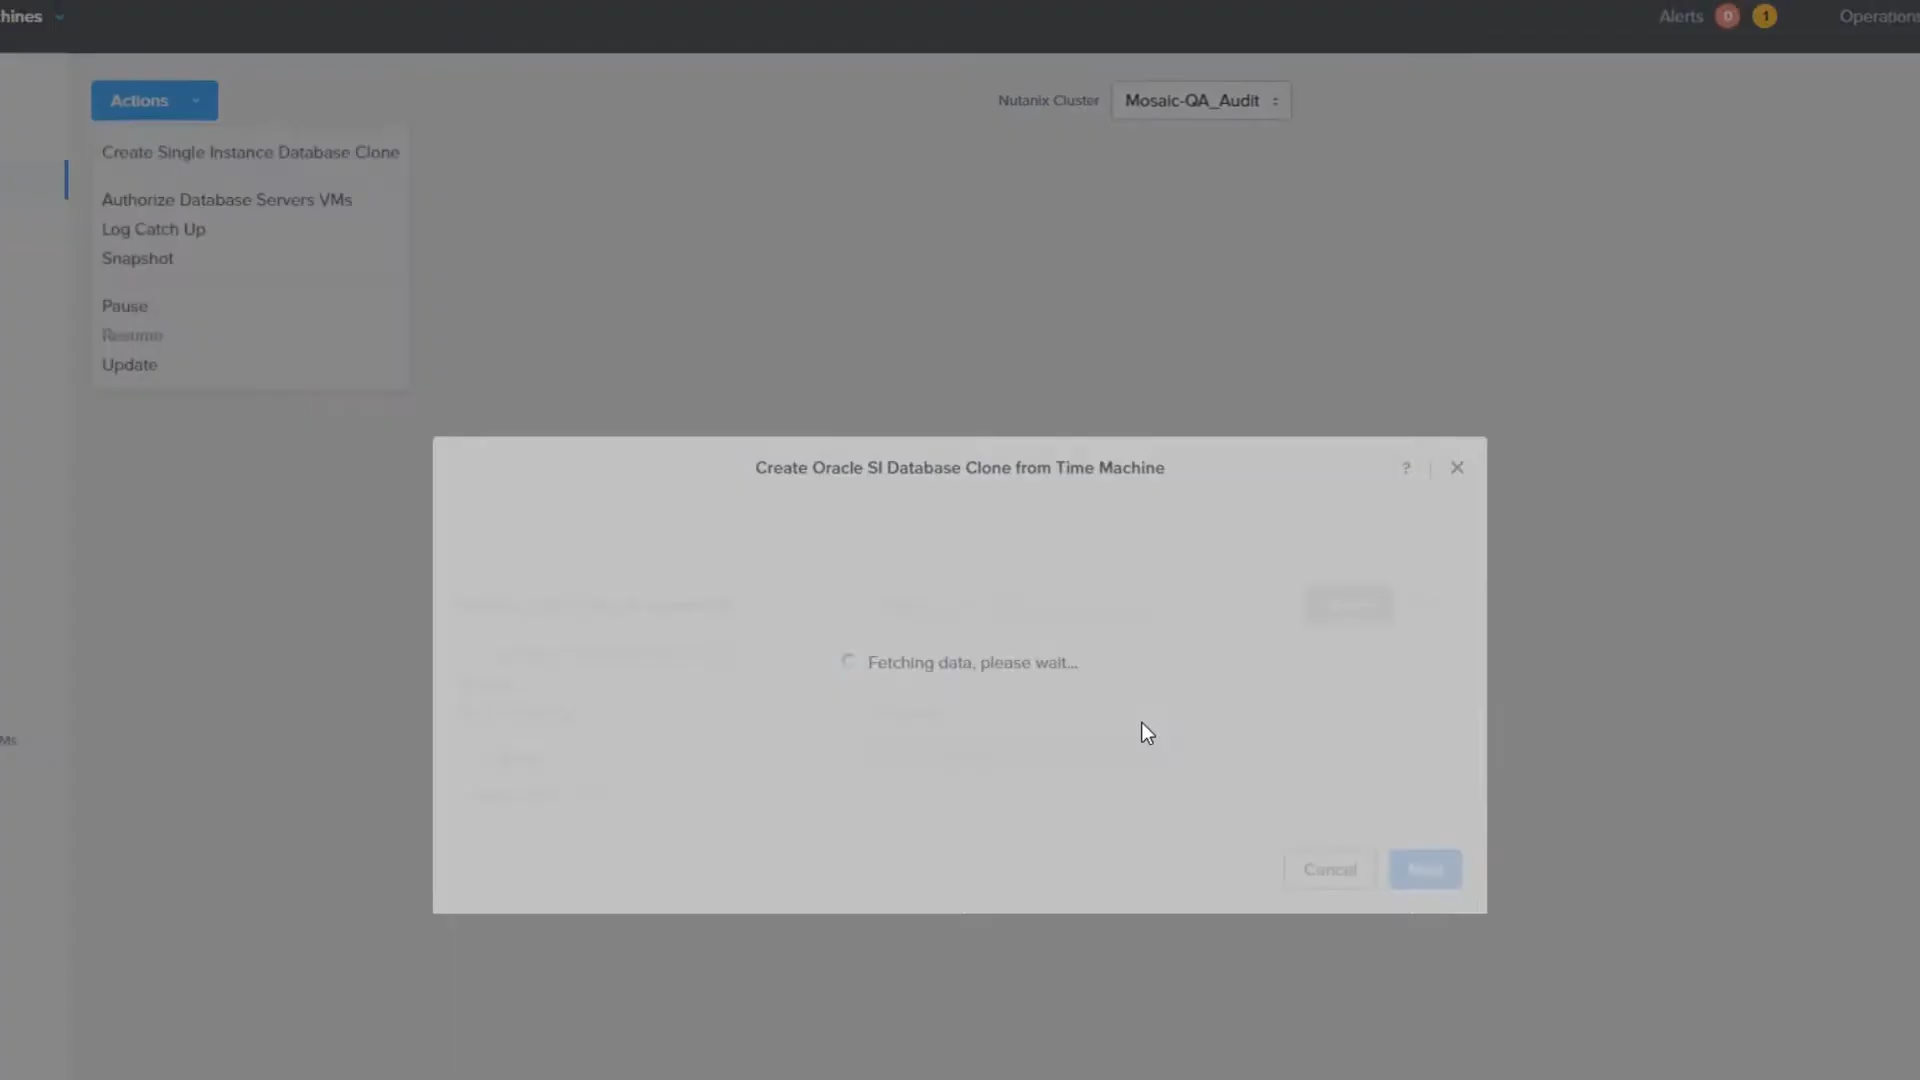 hines
Alerts 0 1
Operations
Actions
Nutanix Cluster
Mosaic-QA_Audit
Create Single Instance Database Clone
Authorize Database Servers VMs
Log Catch Up
Snapshot
Pause
Resume
Update
Create Oracle SI Database Clone from Time Machine
?
Fetching data, please wait...
Ms
Cancel
Next